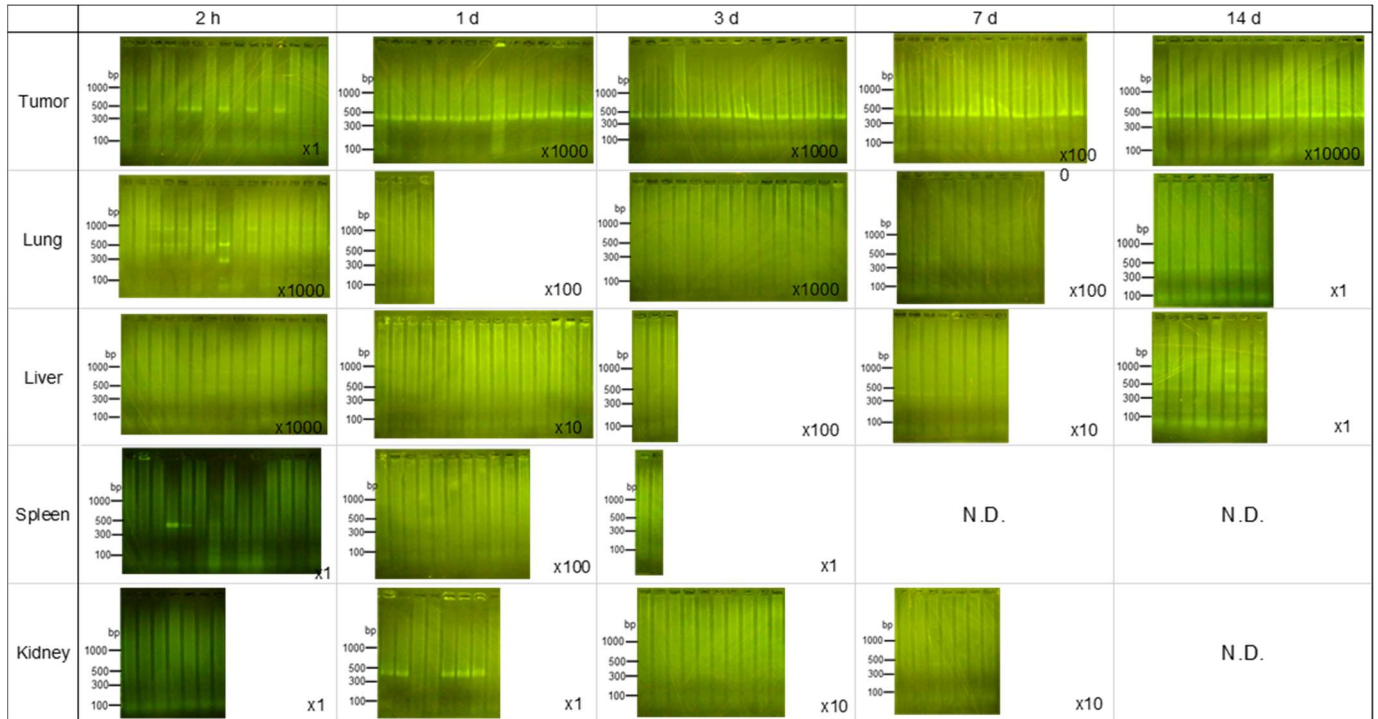 2 h 1 d 3 d 7 d 14 d
Tumor
bp 1000 500 300 100 x1
bp 1000 500 300 100 x1000
bp 1000 500 300 100 x1000
bp 1000 500 300 100 x100
0
bp 1000 500 300 100 x10000
Lung
bp 1000 500 300 100 x1000
bp 1000 500 300 100 x100
bp 1000 500 300 100 x1000
bp 1000 500 300 100 x100
bp 1000 500 300 100 x1
Liver
bp 1000 500 300 100 x1000
bp 1000 500 300 100 x10
bp 1000 500 300 100 x100
bp 1000 500 300 100 x10
bp 1000 500 300 100 x1
Spleen
bp 1000 500 300 100 x1
bp 1000 500 300 100 x100
bp 1000 500 300 100 x1
N.D.
N.D.
Kidney
bp 1000 500 300 100 x1
bp 1000 500 300 100 x1
bp 1000 500 300 100 x10
bp 1000 500 300 100 x10
N.D.